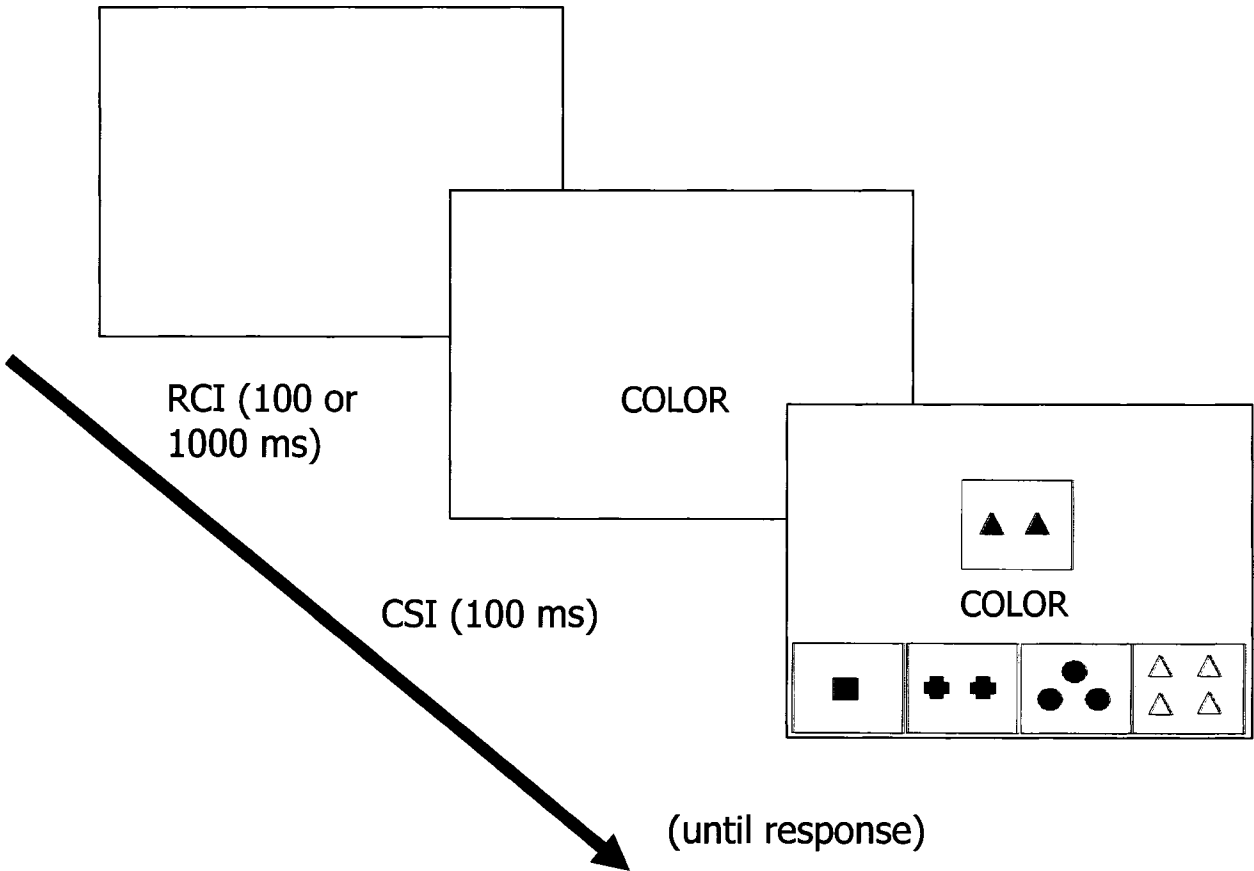 RCI (100 or
1000 ms)
COLOR
CSI (100 ms)
COLOR
(until response)